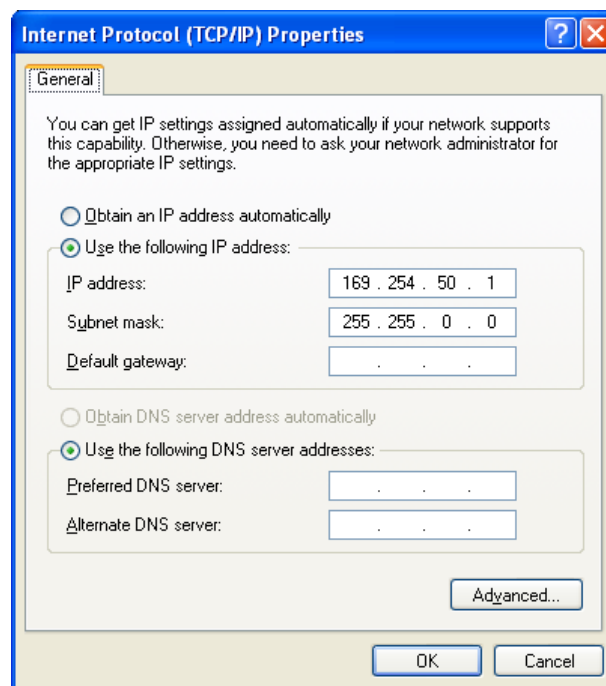 Internet Protocol (TCP/IP) Properties
General
You can get IP settings assigned automatically if your network supports
this capability. Otherwise, you need to ask your network administrator for
the appropriate IP settings.
Obtain an IP address automatically
Use the following IP address:
IP address: 169 . 254 . 50 . 1
Subnet mask: 255 . 255 . 0 . 0
Default gateway: . . .
Obtain DNS server address automatically
Use the following DNS server addresses:
Preferred DNS server: . . .
Alternate DNS server: . . .
Advanced...
OK Cancel